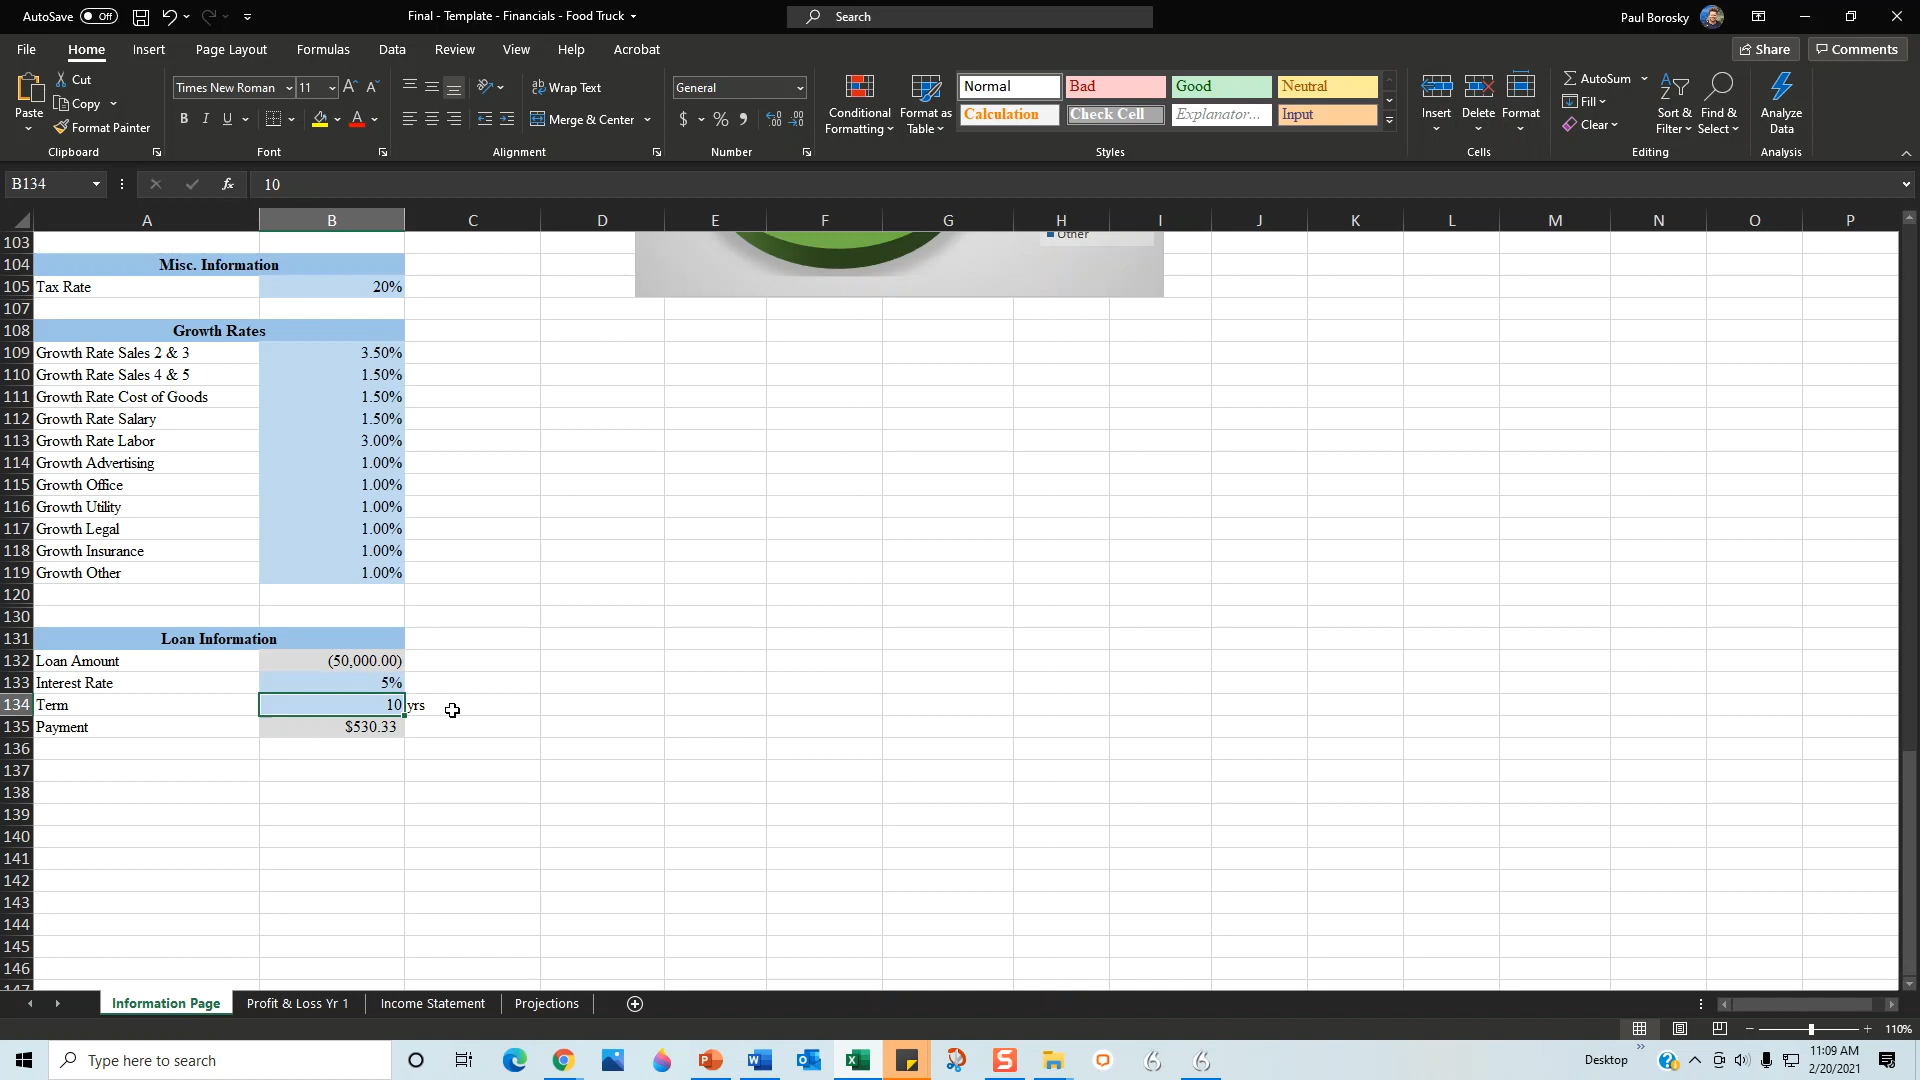 AutoSave Off Final - Template - Financials - Food Truck Search Paul Borosky
File Home Insert Page Layout Formulas Data Review View Help Acrobat Share Comments
Paste Cut Copy Format Painter Clipboard
Times New Roman 11 B I U A Font
Wrap Text Merge & Center Alignment
General $ % Number
Conditional Formatting Format as Table
Normal Bad Good Neutral
Calculation Check Cell Explanator... Input
Styles
Insert Delete Format Cells
AutoSum Fill Clear Sort & Filter Find & Select Editing
Analyze Data Analysis
B134 fx 10
A B C D E F G H I J K L M N O P
103 Other
104 Misc. Information
105 Tax Rate 20%
107
108 Growth Rates
109 Growth Rate Sales 2 & 3 3.50%
110 Growth Rate Sales 4 & 5 1.50%
111 Growth Rate Cost of Goods 1.50%
112 Growth Rate Salary 1.50%
113 Growth Rate Labor 3.00%
114 Growth Advertising 1.00%
115 Growth Office 1.00%
116 Growth Utility 1.00%
117 Growth Legal 1.00%
118 Growth Insurance 1.00%
119 Growth Other 1.00%
120
130
131 Loan Information
132 Loan Amount (50,000.00)
133 Interest Rate 5%
134 Term 10 yrs
135 Payment $530.33
136
137
138
139
140
141
142
143
144
145
146
147
Information Page Profit & Loss Yr 1 Income Statement Projections
110%
Type here to search Desktop 11:09 AM
2/20/2021